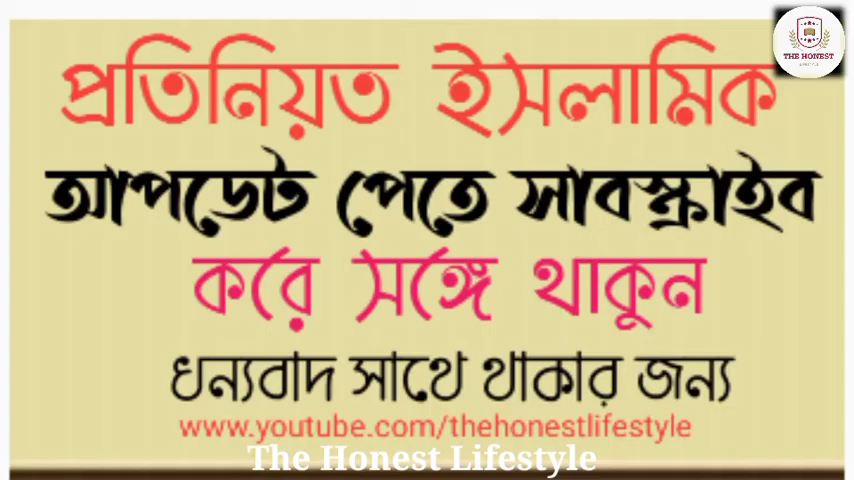 THE HONEST
LIFESTYLE
প্রতিনিয়ত ইসলামিক
আপডেট পেতে সাবস্ক্রাইব
করে সঙ্গে থাকুন
ধন্যবাদ সাথে থাকার জন্য
www.youtube.com/thehonestlifestyle
The Honest Lifestyle